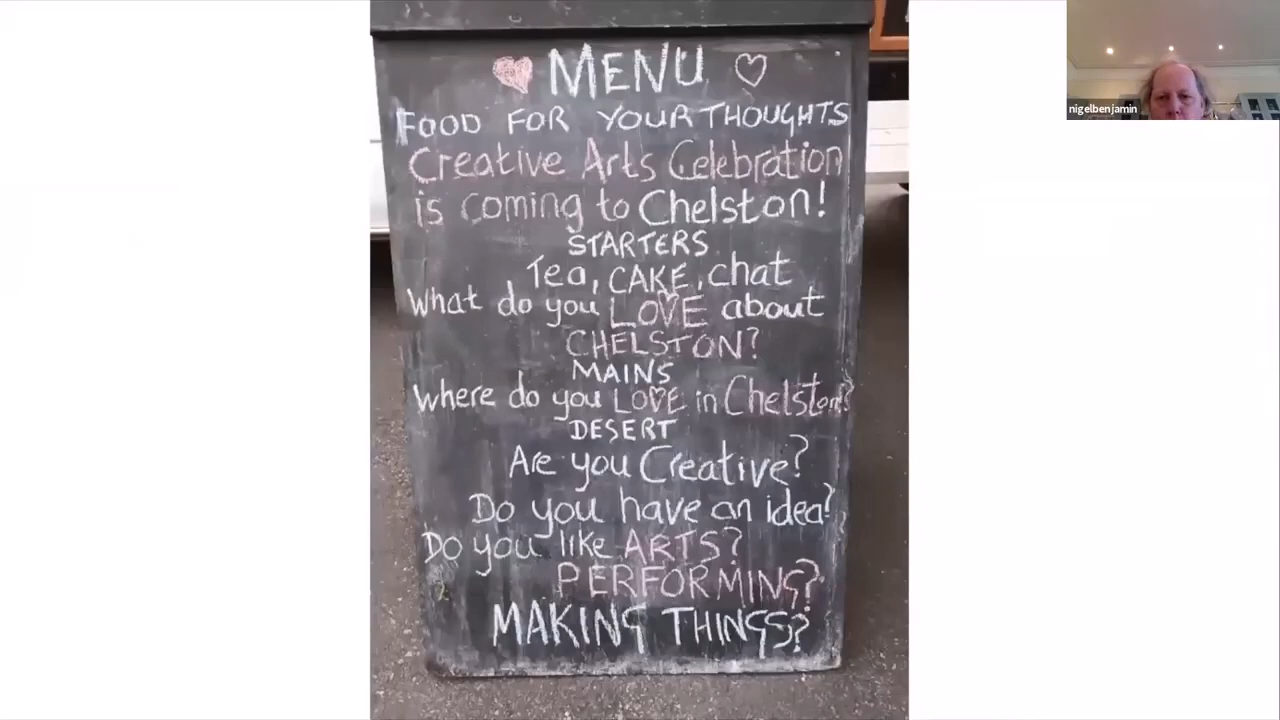 MENU
FOOD FOR YOUR THOUGHTS
Creative Arts Celebration
is coming to Chelston!
STARTERS
Tea, CAKE, chat
What do you LOVE about
CHELSTON?
MAINS
Where do you LOVE in Chelston?
DESERT
Are you Creative?
Do you have an idea?
Do you like ARTS?
PERFORMING?
MAKING THINGS?
nigelbenjamin